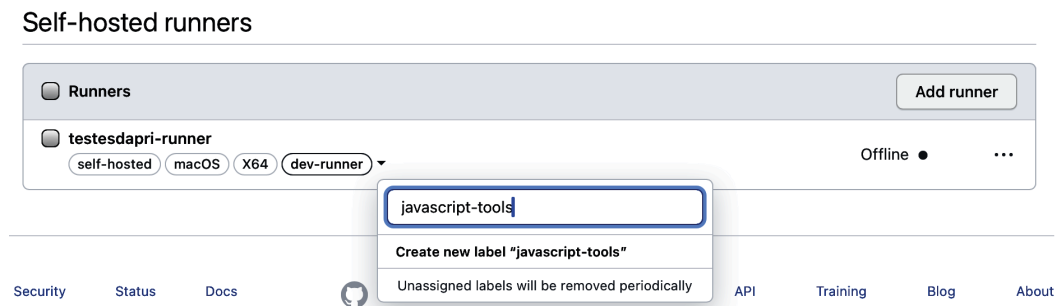 Self-hosted runners
Runners
Add runner
testesdapri-runner
self-hosted macOS X64 dev-runner
Offline
javascript-tools
Create new label “javascript-tools”
Unassigned labels will be removed periodically
Security Status Docs API Training Blog About